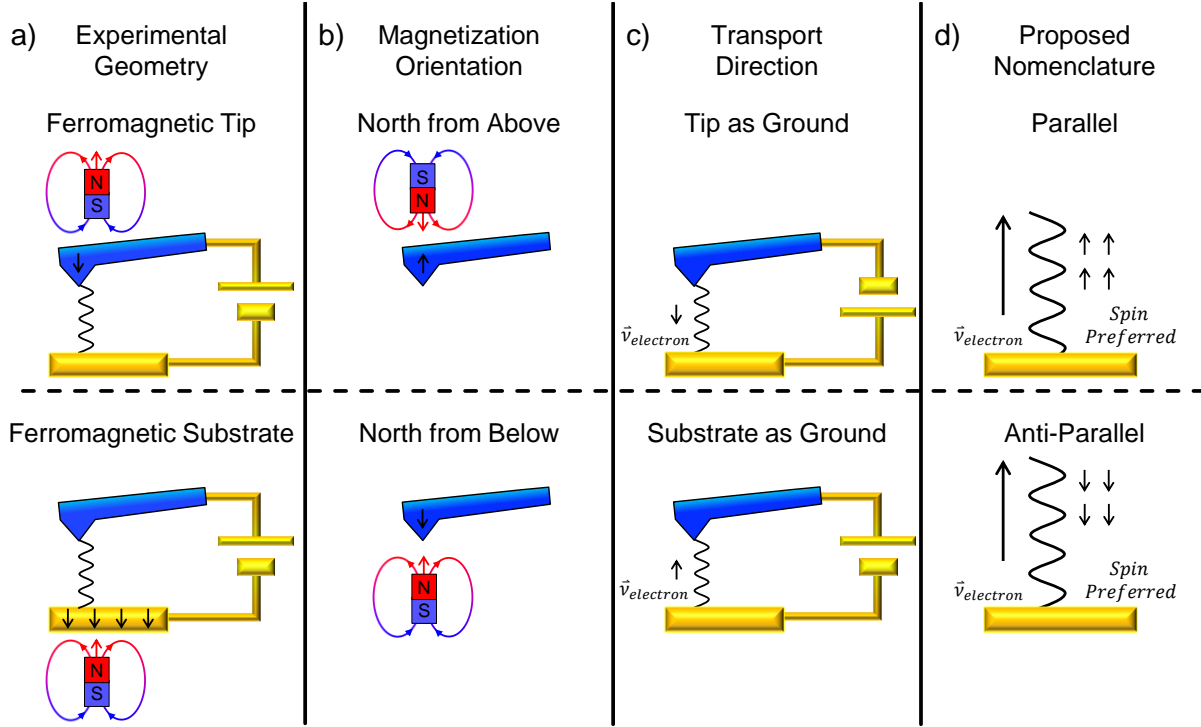 a) Experimental
Geometry
Ferromagnetic Tip
N
S
Ferromagnetic Substrate
N
S
b) Magnetization
Orientation
North from Above
S
N
North from Below
N
S
c) Transport
Direction
Tip as Ground
v⃗electron
Substrate as Ground
v⃗electron
d) Proposed
Nomenclature
Parallel
v⃗electron
Spin
Preferred
Anti-Parallel
v⃗electron
Spin
Preferred